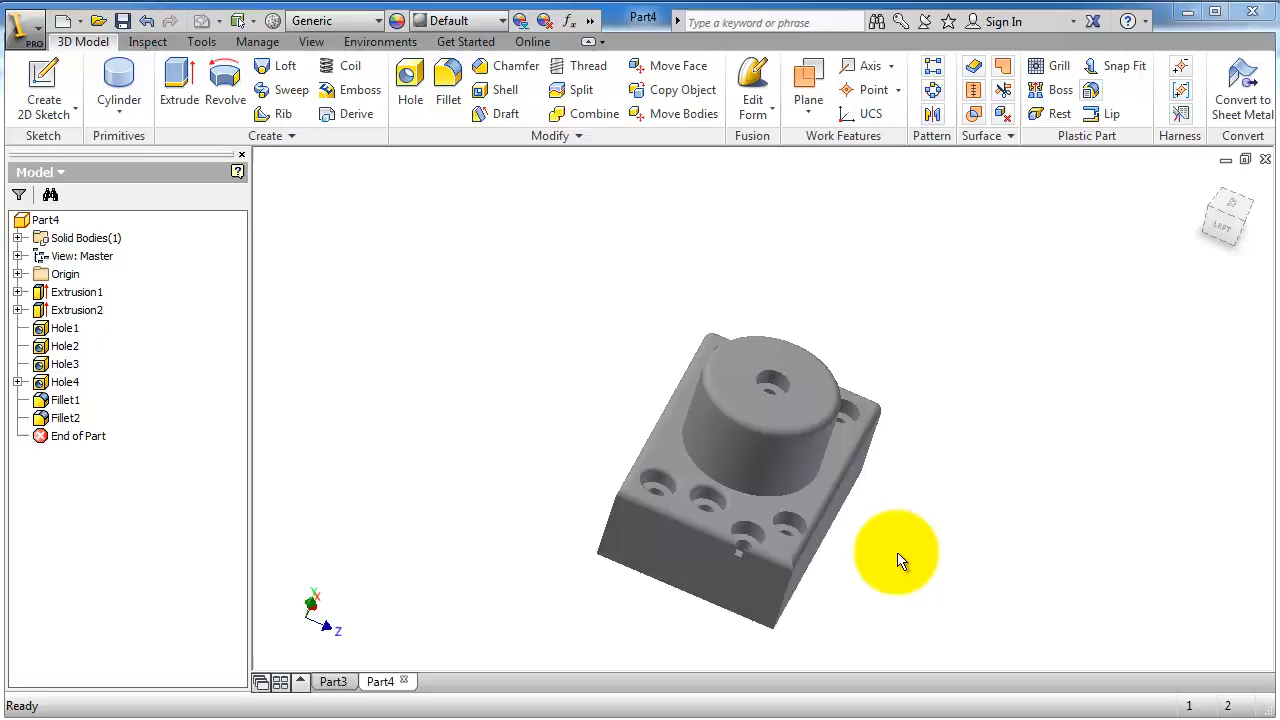 Generic
Default
fx
Part4
Type a keyword or phrase
Sign In
PRO
3D Model
Inspect
Tools
Manage
View
Environments
Get Started
Online
Create
2D Sketch
Sketch
Cylinder
Primitives
Extrude
Revolve
Loft
Sweep
Rib
Coil
Emboss
Derive
Create
Hole
Fillet
Chamfer
Shell
Draft
Thread
Split
Combine
Move Face
Copy Object
Move Bodies
Modify
Edit
Form
Fusion
Plane
Axis
Point
UCS
Work Features
Pattern
Surface
Grill
Boss
Rest
Snap Fit
Lip
Plastic Part
Harness
Convert to
Sheet Metal
Convert
Model
Part4
Solid Bodies(1)
View: Master
Origin
Extrusion1
Extrusion2
Hole1
Hole2
Hole3
Hole4
Fillet1
Fillet2
End of Part
LEFT
Y
X
Z
Part3
Part4
Ready
1
2